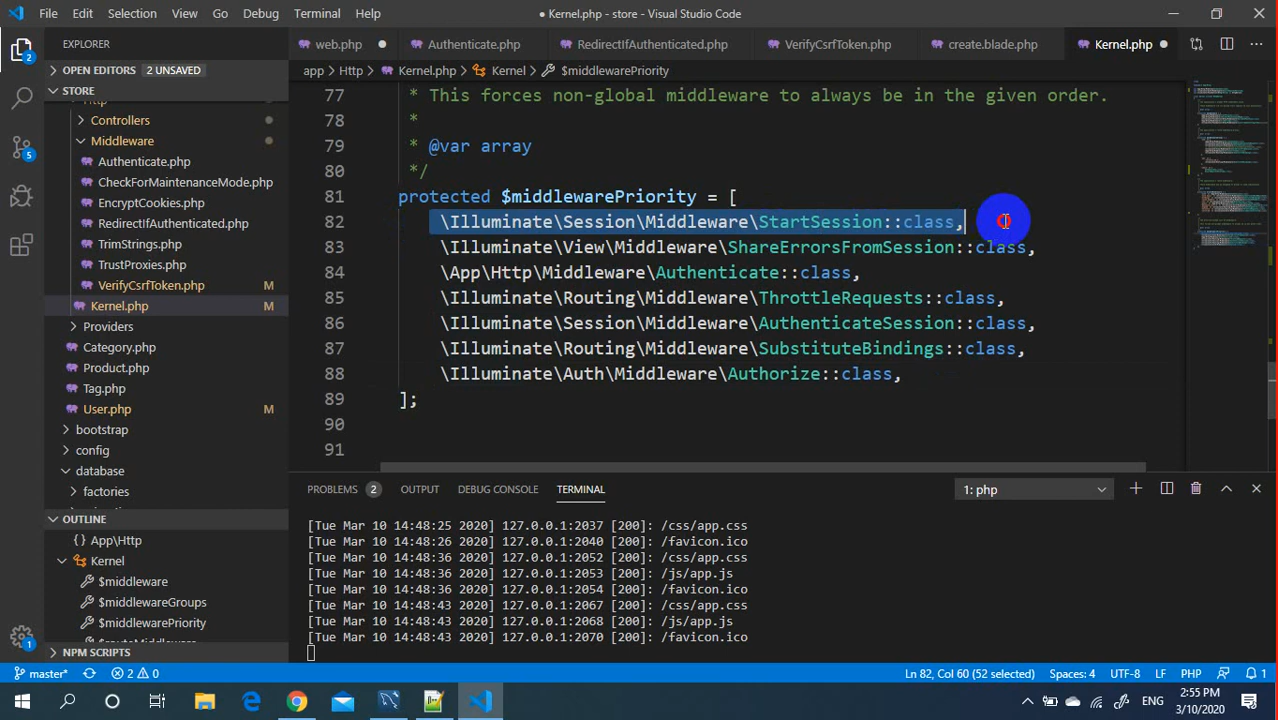 File Edit Selection View Go Debug Terminal Help
● Kernel.php - store - Visual Studio Code
EXPLORER
OPEN EDITORS 2 UNSAVED
STORE
Http
Controllers
Middleware
Authenticate.php
CheckForMaintenanceMode.php
EncryptCookies.php
RedirectIfAuthenticated.php
TrimStrings.php
TrustProxies.php
VerifyCsrfToken.php M
Kernel.php M
Providers
Category.php
Product.php
Tag.php
User.php M
bootstrap
config
database
factories
OUTLINE
{} App\Http
Kernel
$middleware
$middlewareGroups
$middlewarePriority
$routeMiddleware
NPM SCRIPTS
web.php ● Authenticate.php RedirectIfAuthenticated.php VerifyCsrfToken.php create.blade.php Kernel.php ●
app > Http > Kernel.php > Kernel > $middlewarePriority
77 * This forces non-global middleware to always be in the given order.
78 *
79 * @var array
80 */
81 protected $middlewarePriority = [
82 \Illuminate\Session\Middleware\StartSession::class,
83 \Illuminate\View\Middleware\ShareErrorsFromSession::class,
84 \App\Http\Middleware\Authenticate::class,
85 \Illuminate\Routing\Middleware\ThrottleRequests::class,
86 \Illuminate\Session\Middleware\AuthenticateSession::class,
87 \Illuminate\Routing\Middleware\SubstituteBindings::class,
88 \Illuminate\Auth\Middleware\Authorize::class,
89 ];
90
91
PROBLEMS 2 OUTPUT DEBUG CONSOLE TERMINAL 1: php
[Tue Mar 10 14:48:25 2020] 127.0.0.1:2037 [200]: /css/app.css
[Tue Mar 10 14:48:26 2020] 127.0.0.1:2040 [200]: /favicon.ico
[Tue Mar 10 14:48:36 2020] 127.0.0.1:2052 [200]: /css/app.css
[Tue Mar 10 14:48:36 2020] 127.0.0.1:2053 [200]: /js/app.js
[Tue Mar 10 14:48:36 2020] 127.0.0.1:2054 [200]: /favicon.ico
[Tue Mar 10 14:48:43 2020] 127.0.0.1:2067 [200]: /css/app.css
[Tue Mar 10 14:48:43 2020] 127.0.0.1:2068 [200]: /js/app.js
[Tue Mar 10 14:48:43 2020] 127.0.0.1:2070 [200]: /favicon.ico
2
5
1
master* 2 0 Ln 82, Col 60 (52 selected) Spaces: 4 UTF-8 LF PHP 1
ENG
2:55 PM
3/10/2020